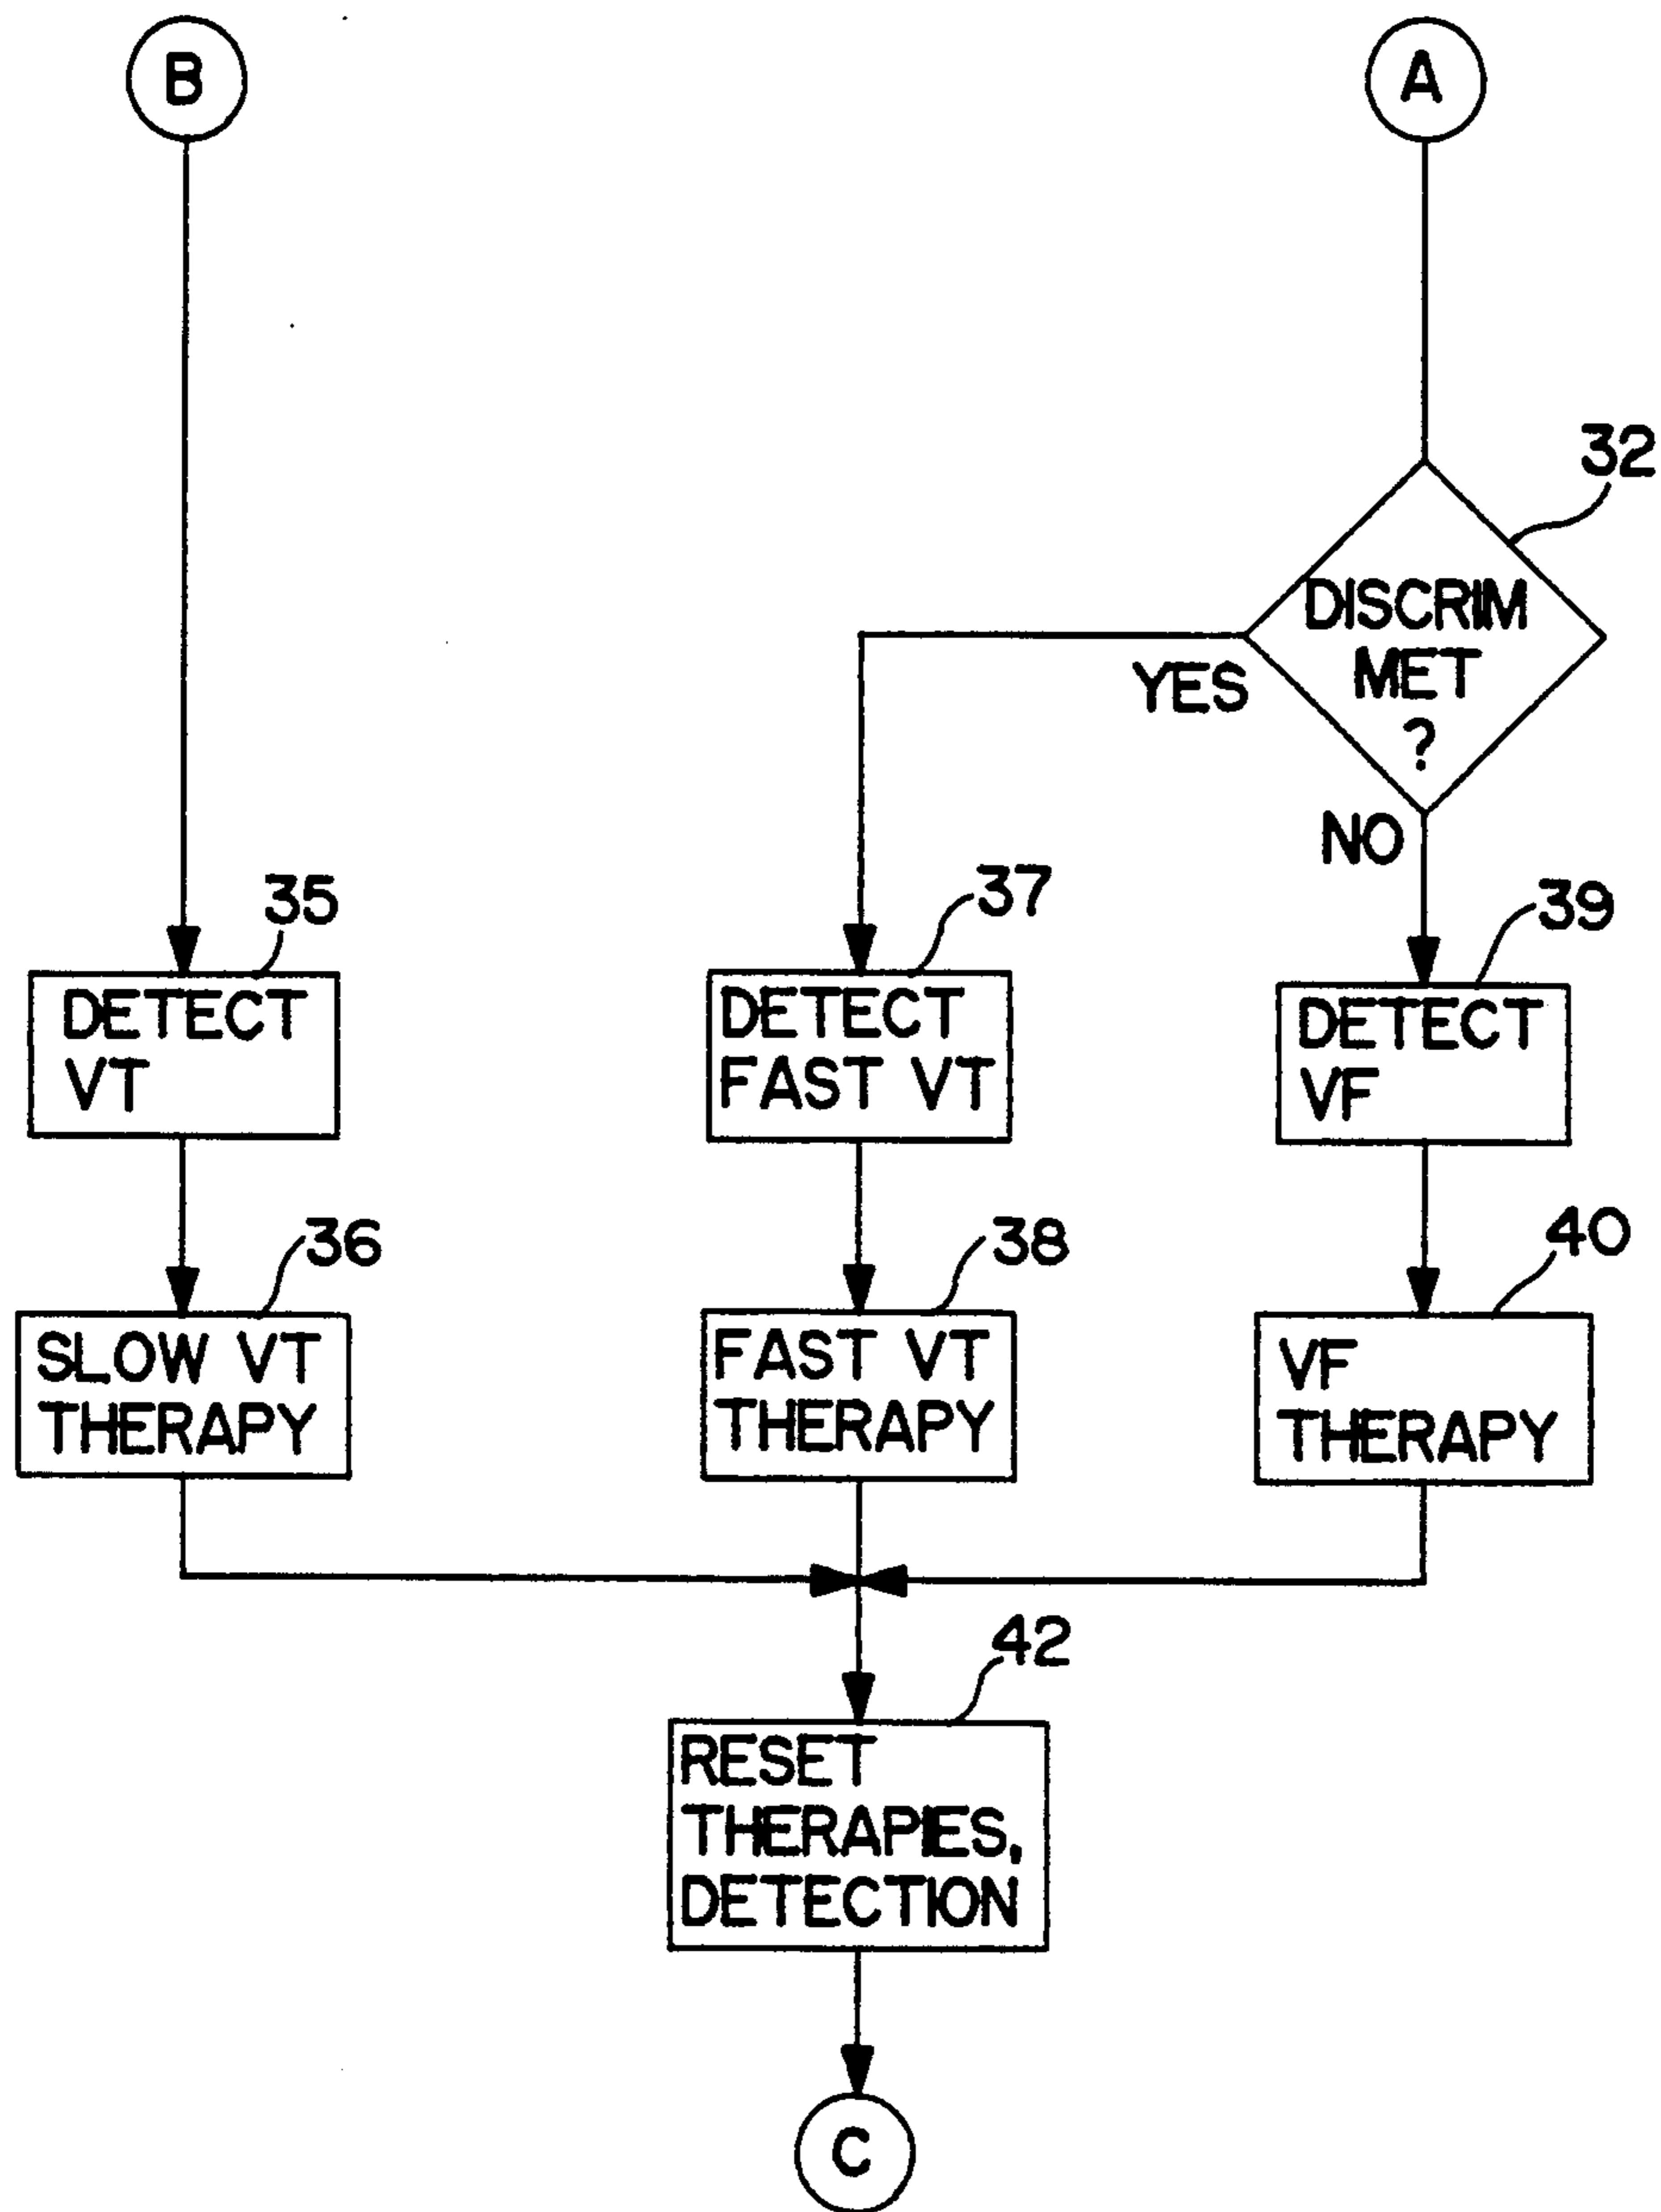 B
A
32
DISCRIM
MET
?
YES
NO
35
DETECT
VT
37
DETECT
FAST VT
39
DETECT
VF
36
SLOW VT
THERAPY
38
FAST VT
THERAPY
40
VF
THERAPY
42
RESET
THERAPIES,
DETECTION
C